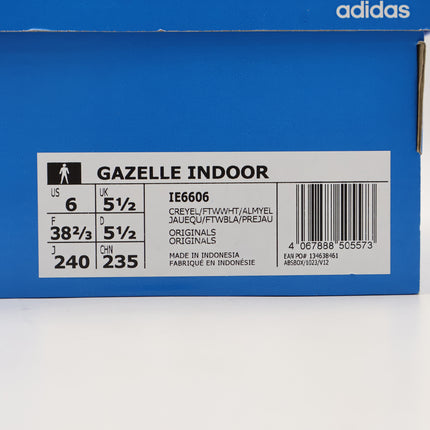 adidas
GAZELLE INDOOR
US 6 UK 5½
F 38⅔ D 5½
J 240 CHN 235
IE6606
CREYEL/FTWWHT/ALMYEL
JAUEQU/FTWBLA/PREJAU
ORIGINALS
ORIGINALS
MADE IN INDONESIA
FABRIQUÉ EN INDONÉSIE
4 067888 505573
EAN PO# 134638461
ABSBOX/1023/V12